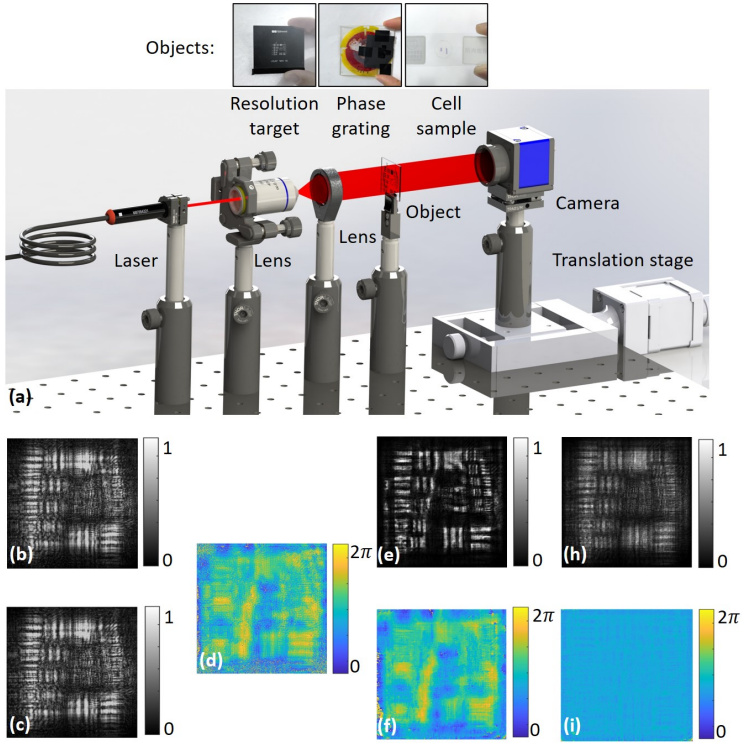 Objects:
Resolution target
Phase grating
Cell sample
Laser
Lens
Lens
Object
Camera
Translation stage
(a)
(b)
1
0
(c)
1
0
(d)
2π
0
(e)
1
0
(f)
2π
0
(h)
1
0
(i)
2π
0